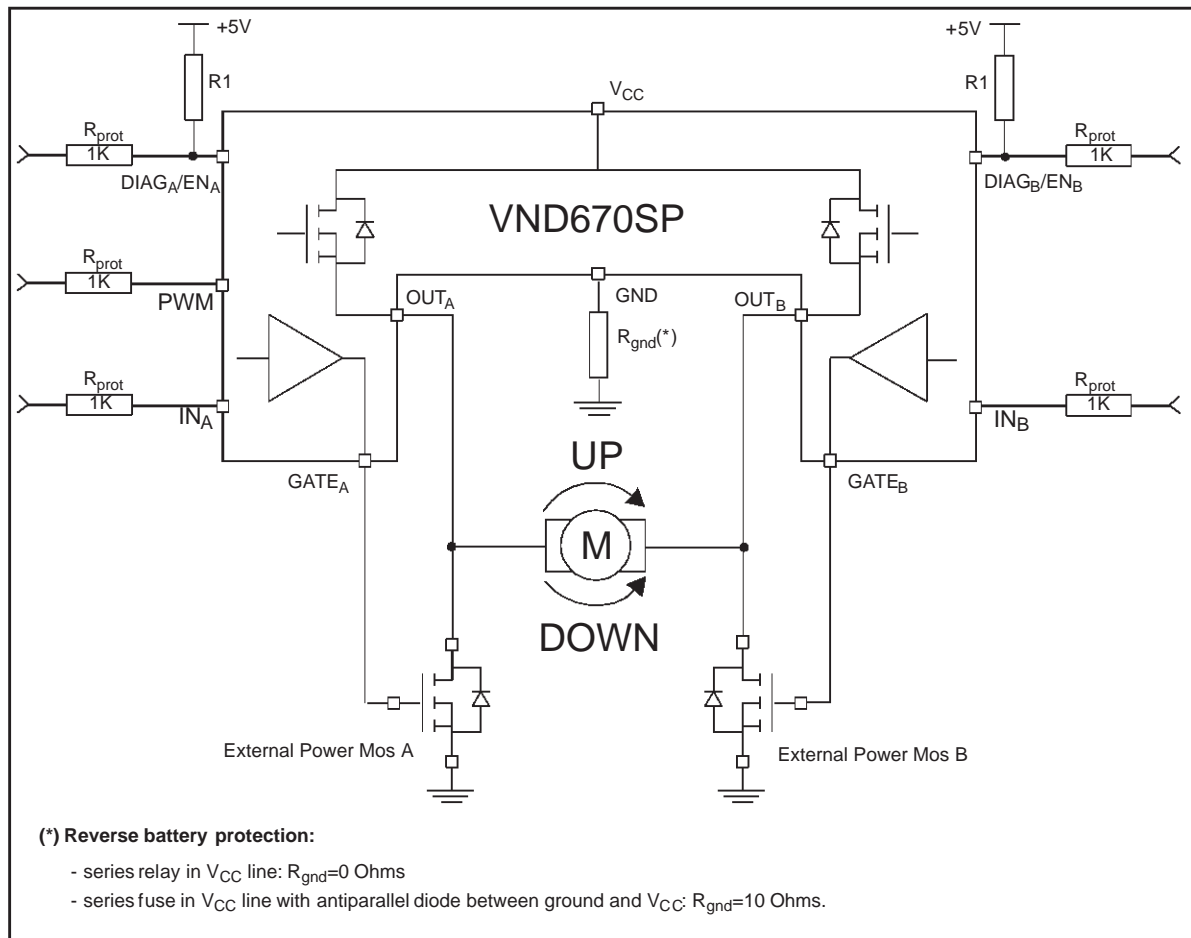 +5V
+5V
R1
R1
VCC
Rprot
1K
Rprot
1K
DIAGA/ENA
DIAGB/ENB
VND670SP
Rprot
1K
PWM
OUTA
GND
OUTB
Rgnd(*)
Rprot
1K
Rprot
1K
INA
INB
UP
GATEA
GATEB
M
DOWN
External Power Mos A
External Power Mos B
(*) Reverse battery protection:
- series relay in VCC line: Rgnd=0 Ohms
- series fuse in VCC line with antiparallel diode between ground and VCC: Rgnd=10 Ohms.